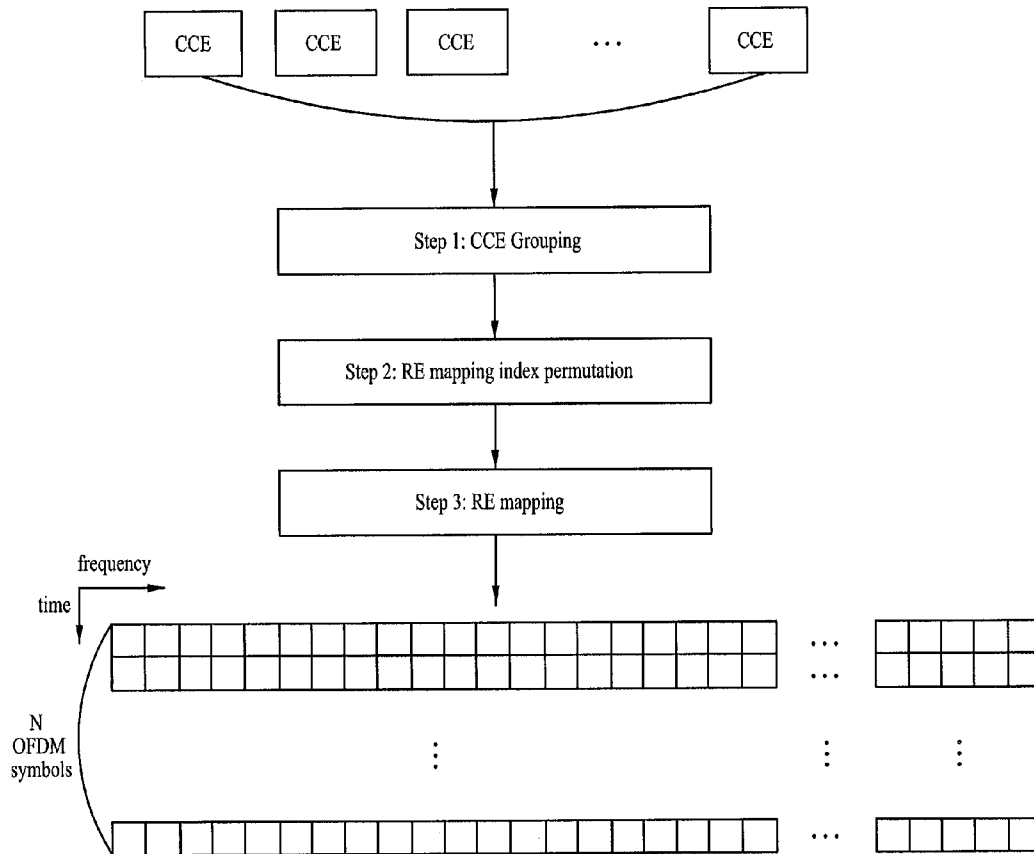 CCE CCE CCE ... CCE
Step 1: CCE Grouping
Step 2: RE mapping index permutation
Step 3: RE mapping
frequency
time
N
OFDM
symbols